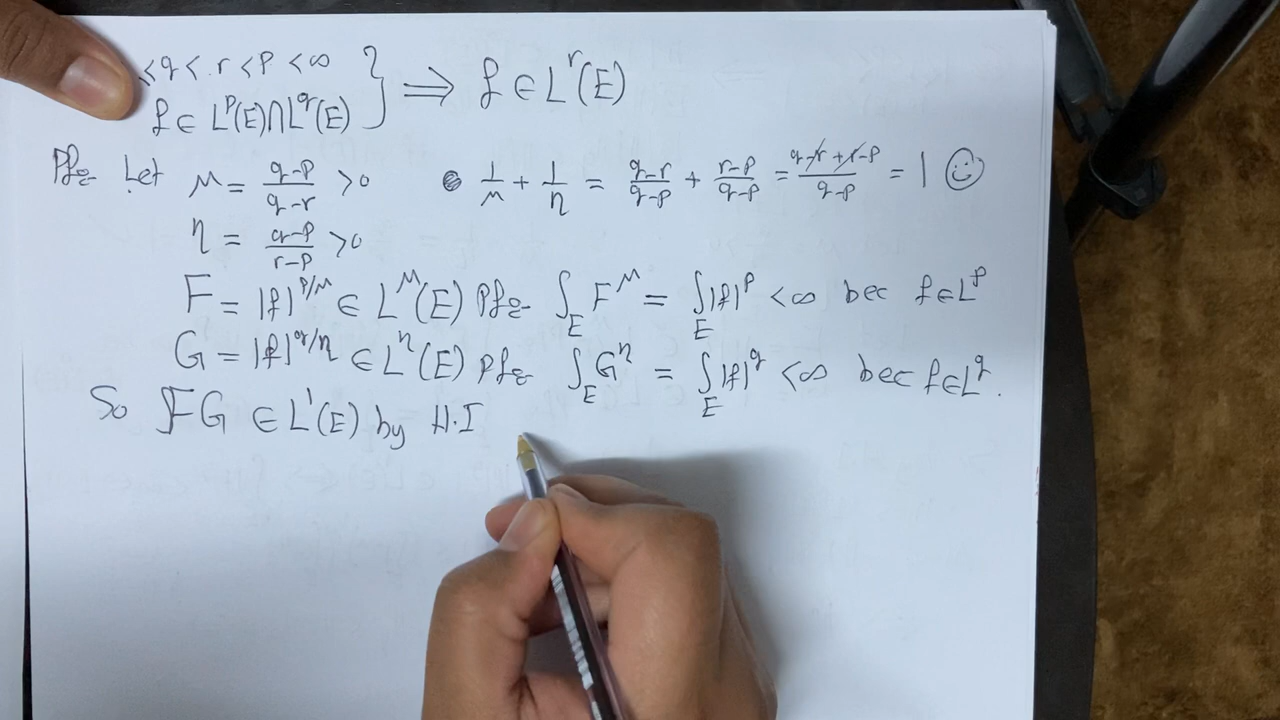 < q < r < p < ∞ } ⟹ f ∈ L^r(E)
f ∈ L^p(E)∩L^q(E)
Pf:- Let μ = (q-p)/(q-r) > 0 • 1/μ + 1/η = (q-r)/(q-p) + (r-p)/(q-p) = (q-r+r-p)/(q-p) = 1 ☺
η = (q-p)/(r-p) > 0
F = |f|^{p/μ} ∈ L^μ(E) Pf:- ∫_E F^μ = ∫_E |f|^p < ∞ bec f∈L^p
G = |f|^{q/η} ∈ L^η(E) pf:- ∫_E G^η = ∫_E |f|^q < ∞ bec f∈L^q.
So FG ∈ L^1(E) by H.I